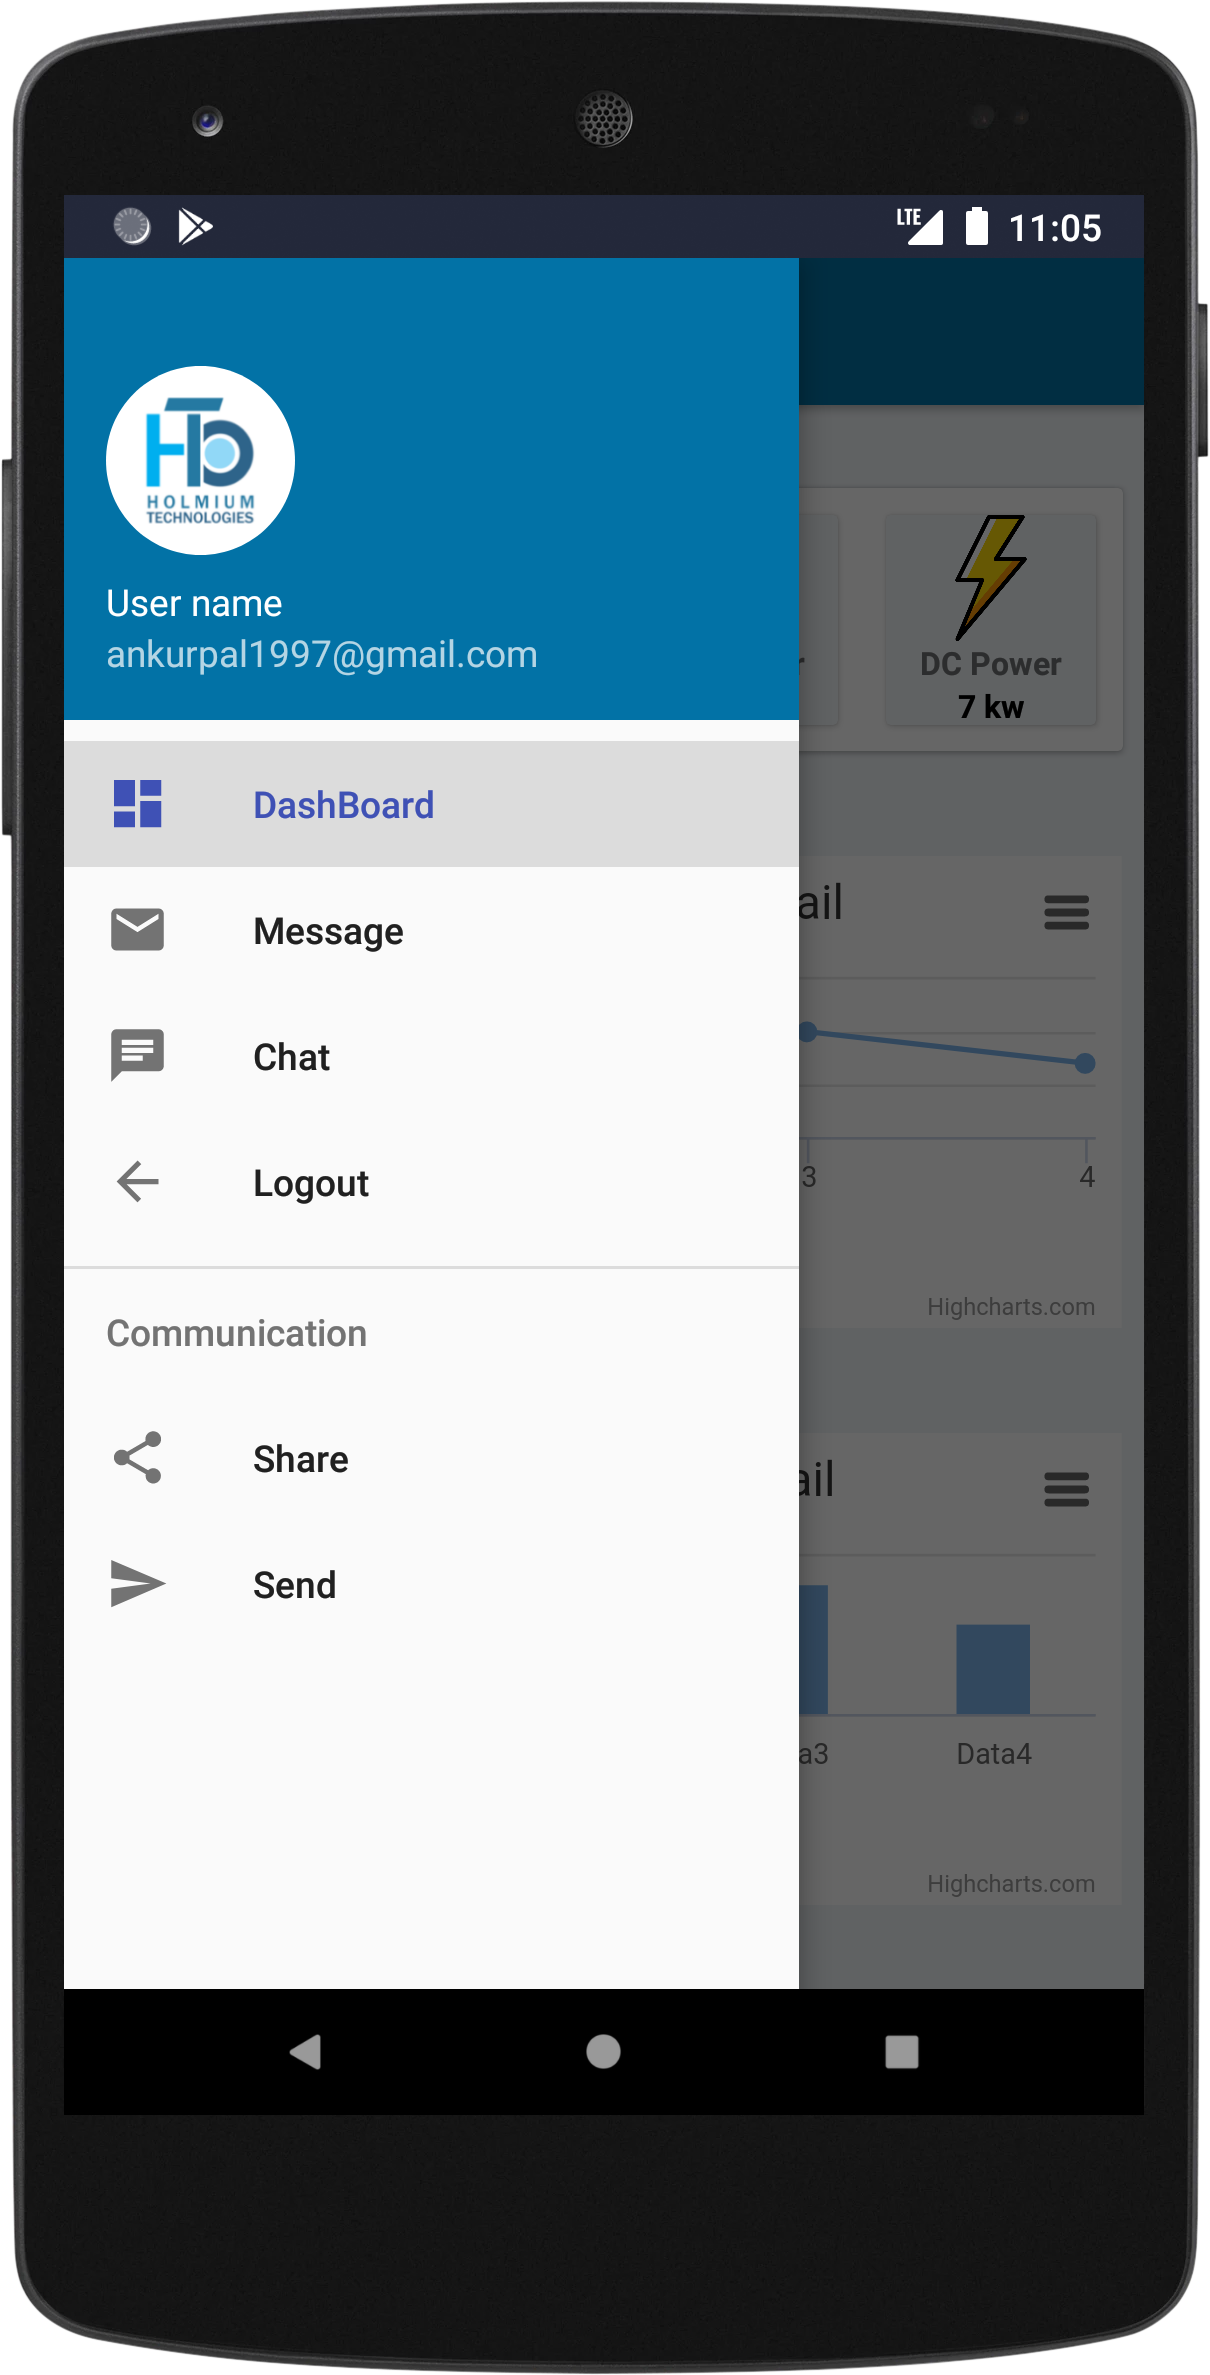 LTE 11:05
HOLMIUM
TECHNOLOGIES
User name
ankurpal1997@gmail.com
DC Power
7 kw
DashBoard
Message
Chat
Logout
Communication
Share
Send
ail
3
4
Highcharts.com
ail
a3
Data4
Highcharts.com